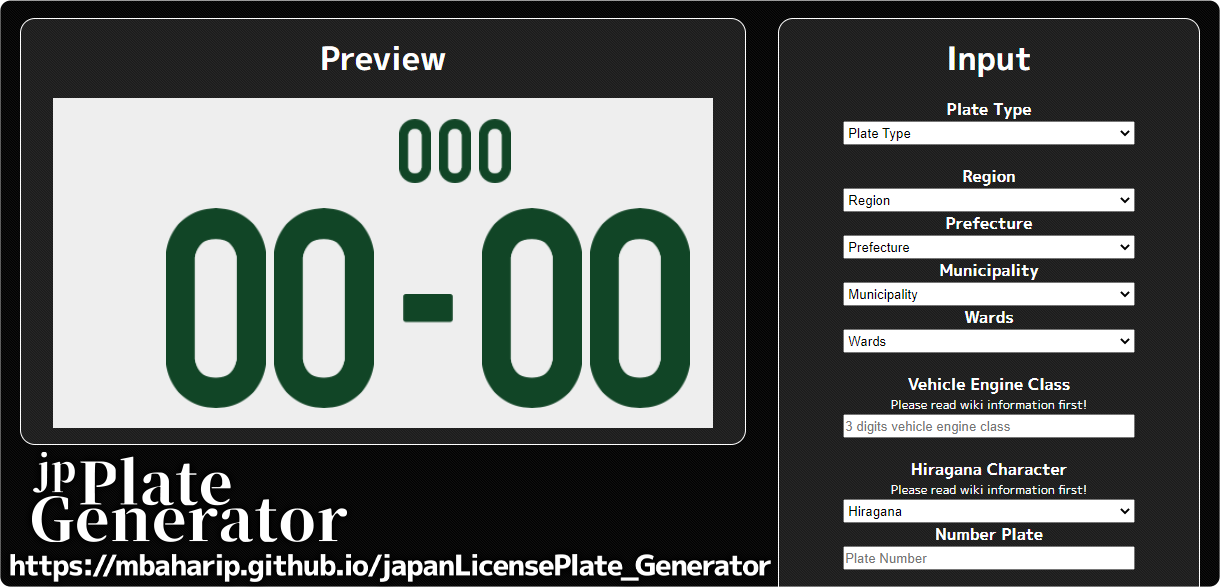 Preview
000
00-00
jpPlate
Generator
https://mbaharip.github.io/japanLicensePlate_Generator
Input
Plate Type
Plate Type
Region
Region
Prefecture
Prefecture
Municipality
Municipality
Wards
Wards
Vehicle Engine Class
Please read wiki information first!
3 digits vehicle engine class
Hiragana Character
Please read wiki information first!
Hiragana
Number Plate
Plate Number